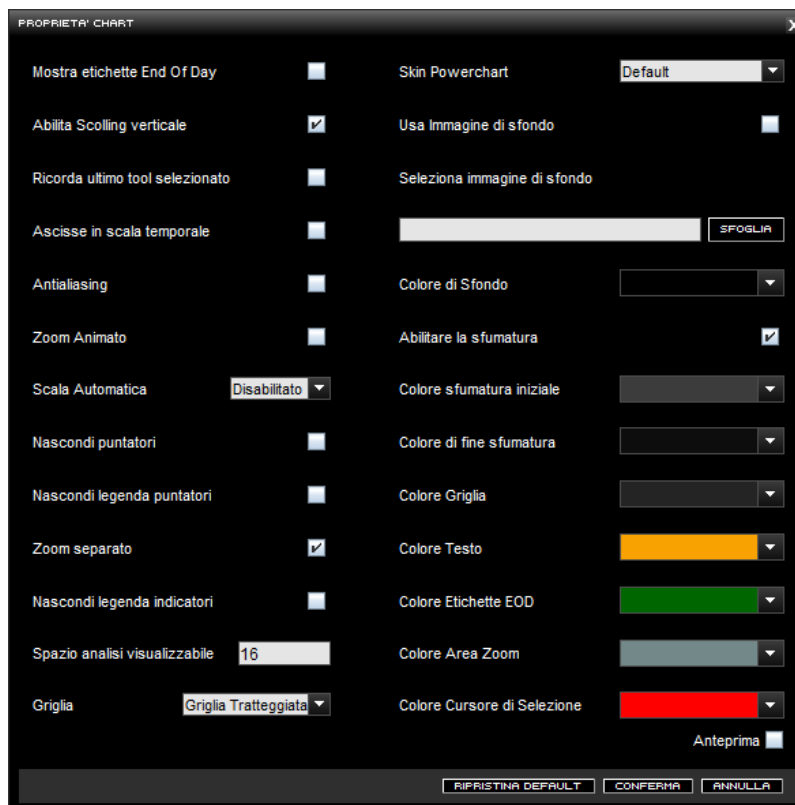 PROPRIETA' CHART
X
Mostra etichette End Of Day
Skin Powerchart
Default
Abilita Scolling verticale
Usa Immagine di sfondo
Ricorda ultimo tool selezionato
Seleziona immagine di sfondo
Ascisse in scala temporale
SFOGLIA
Antialiasing
Colore di Sfondo
Zoom Animato
Abilitare la sfumatura
Scala Automatica
Disabilitato
Colore sfumatura iniziale
Nascondi puntatori
Colore di fine sfumatura
Nascondi legenda puntatori
Colore Griglia
Zoom separato
Colore Testo
Nascondi legenda indicatori
Colore Etichette EOD
Spazio analisi visualizzabile
16
Colore Area Zoom
Griglia
Griglia Tratteggiata
Colore Cursore di Selezione
Anteprima
RIPRISTINA DEFAULT
CONFERMA
ANNULLA